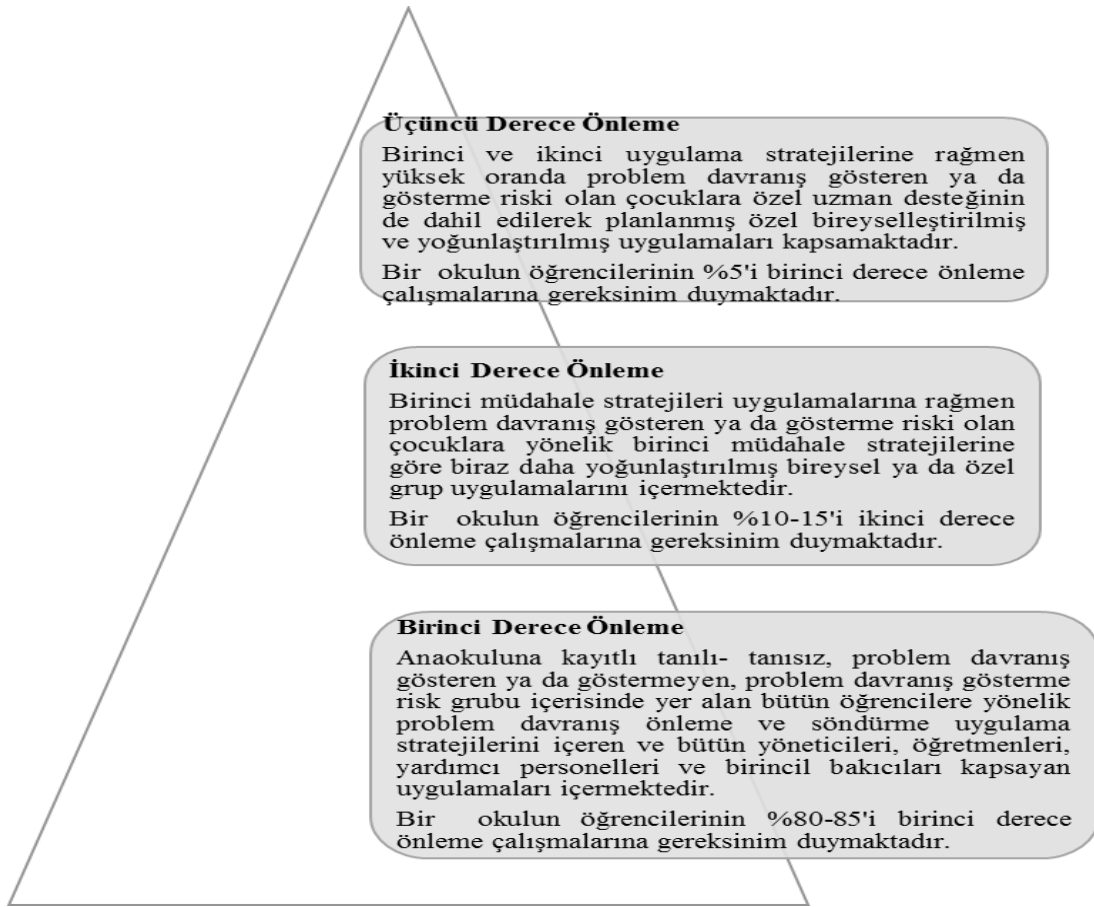 Üçüncü Derece Önleme
Birinci ve ikinci uygulama stratejilerine rağmen
yüksek oranda problem davranış gösteren ya da
gösterme riski olan çocuklara özel uzman desteğinin
de dahil edilerek planlanmış özel bireyselleştirilmiş
ve yoğunlaştırılmış uygulamaları kapsamaktadır.
Bir okulun öğrencilerinin %5'i birinci derece önleme
çalışmalarına gereksinim duymaktadır.
İkinci Derece Önleme
Birinci müdahale stratejileri uygulamalarına rağmen
problem davranış gösteren ya da gösterme riski olan
çocuklara yönelik birinci müdahale stratejilerine
göre biraz daha yoğunlaştırılmış bireysel ya da özel
grup uygulamalarını içermektedir.
Bir okulun öğrencilerinin %10-15'i ikinci derece
önleme çalışmalarına gereksinim duymaktadır.
Birinci Derece Önleme
Anaokuluna kayıtlı tanılı- tanısız, problem davranış
gösteren ya da göstermeyen, problem davranış gösterme
risk grubu içerisinde yer alan bütün öğrencilere yönelik
problem davranış önleme ve söndürme uygulama
stratejilerini içeren ve bütün yöneticileri, öğretmenleri,
yardımcı personelleri ve birincil bakıcıları kapsayan
uygulamaları içermektedir.
Bir okulun öğrencilerinin %80-85'i birinci derece
önleme çalışmalarına gereksinim duymaktadır.